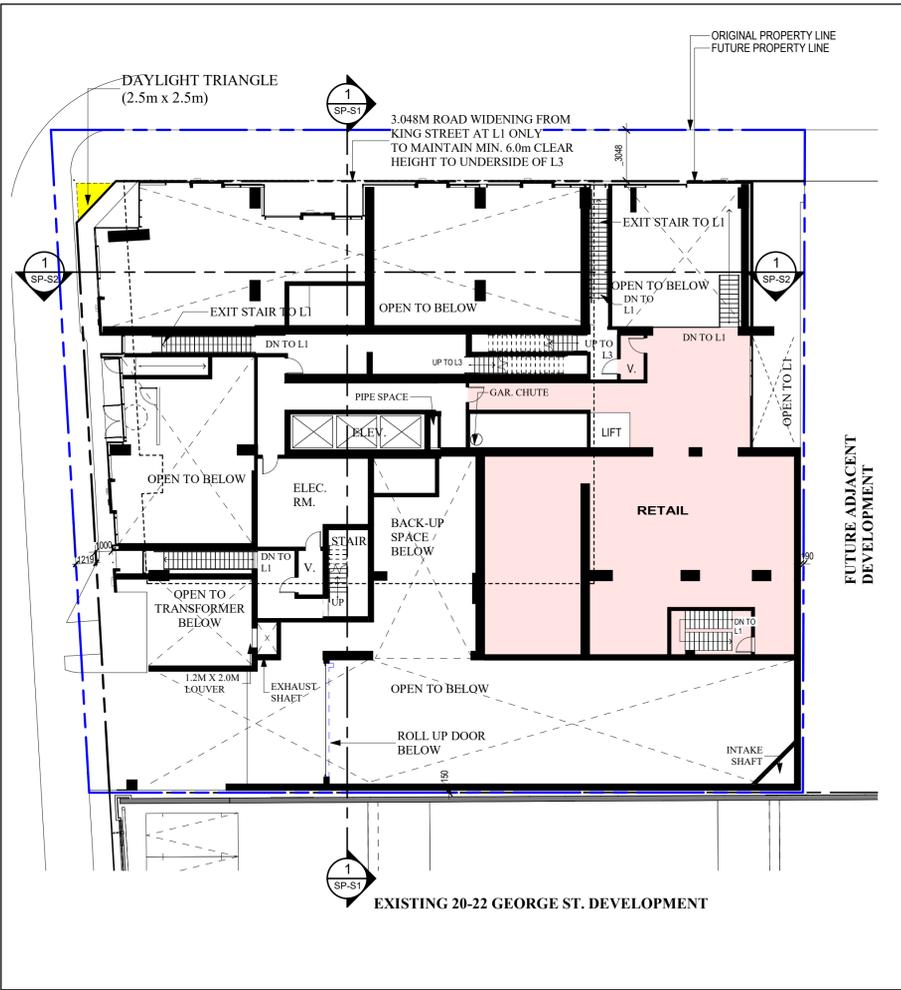 ORIGINAL PROPERTY LINE
FUTURE PROPERTY LINE
DAYLIGHT TRIANGLE
(2.5m x 2.5m)
1
SP-S1
3.048M ROAD WIDENING FROM
KING STREET AT L1 ONLY
TO MAINTAIN MIN. 6.0m CLEAR
HEIGHT TO UNDERSIDE OF L3
3048
EXIT STAIR TO L1
1
SP-S2
1
SP-S2
OPEN TO BELOW
DN TO
L1
OPEN TO BELOW
EXIT STAIR TO L1
DN TO L1
UP TO
L3
DN TO L1
UP TO L3
V.
OPEN TO L1
PIPE SPACE
GAR. CHUTE
ELEV.
LIFT
OPEN TO BELOW
ELEC.
RM.
BACK-UP
SPACE
BELOW
RETAIL
FUTURE ADJACENT
DEVELOPMENT
STAIR
1000
1219
DN TO
L1
V.
UP
190
OPEN TO
TRANSFORMER
BELOW
DN TO
L1
X
1.2M X 2.0M
LOUVER
EXHAUST
SHAFT
OPEN TO BELOW
ROLL UP DOOR
BELOW
INTAKE
SHAFT
150
1
SP-S1
EXISTING 20-22 GEORGE ST. DEVELOPMENT